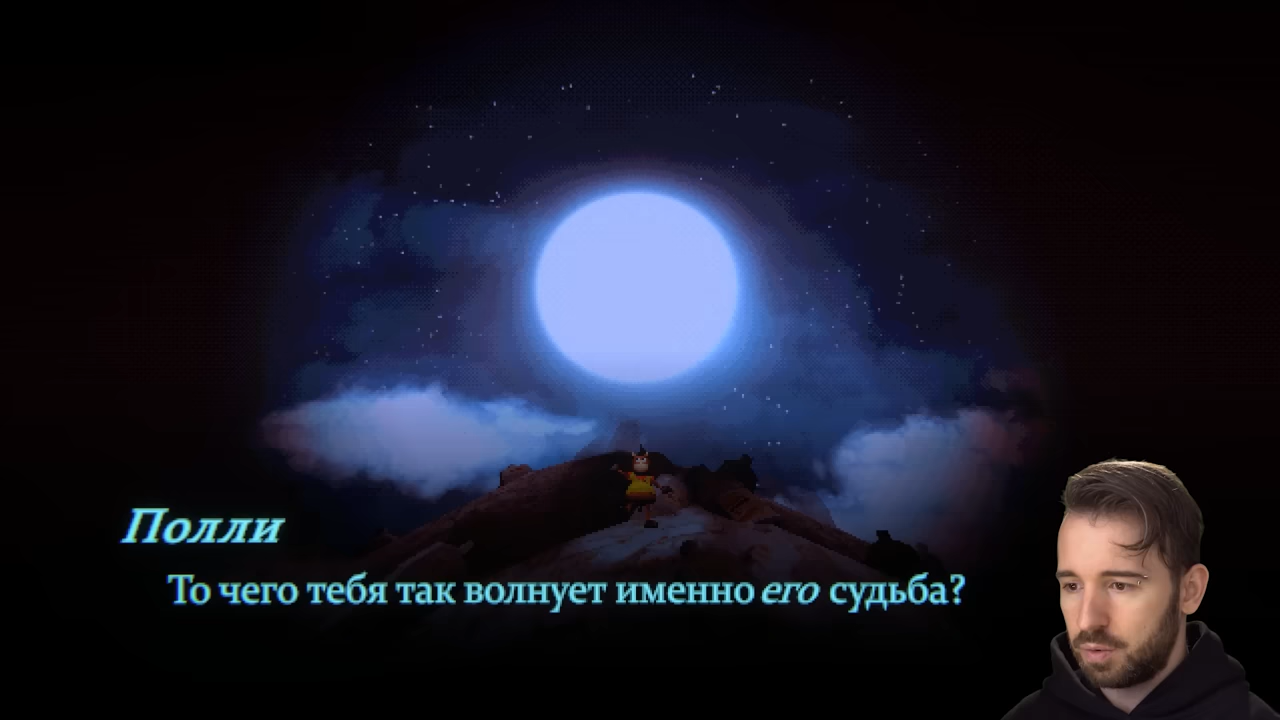 Полли
То чего тебя так волнует именно его судьба?